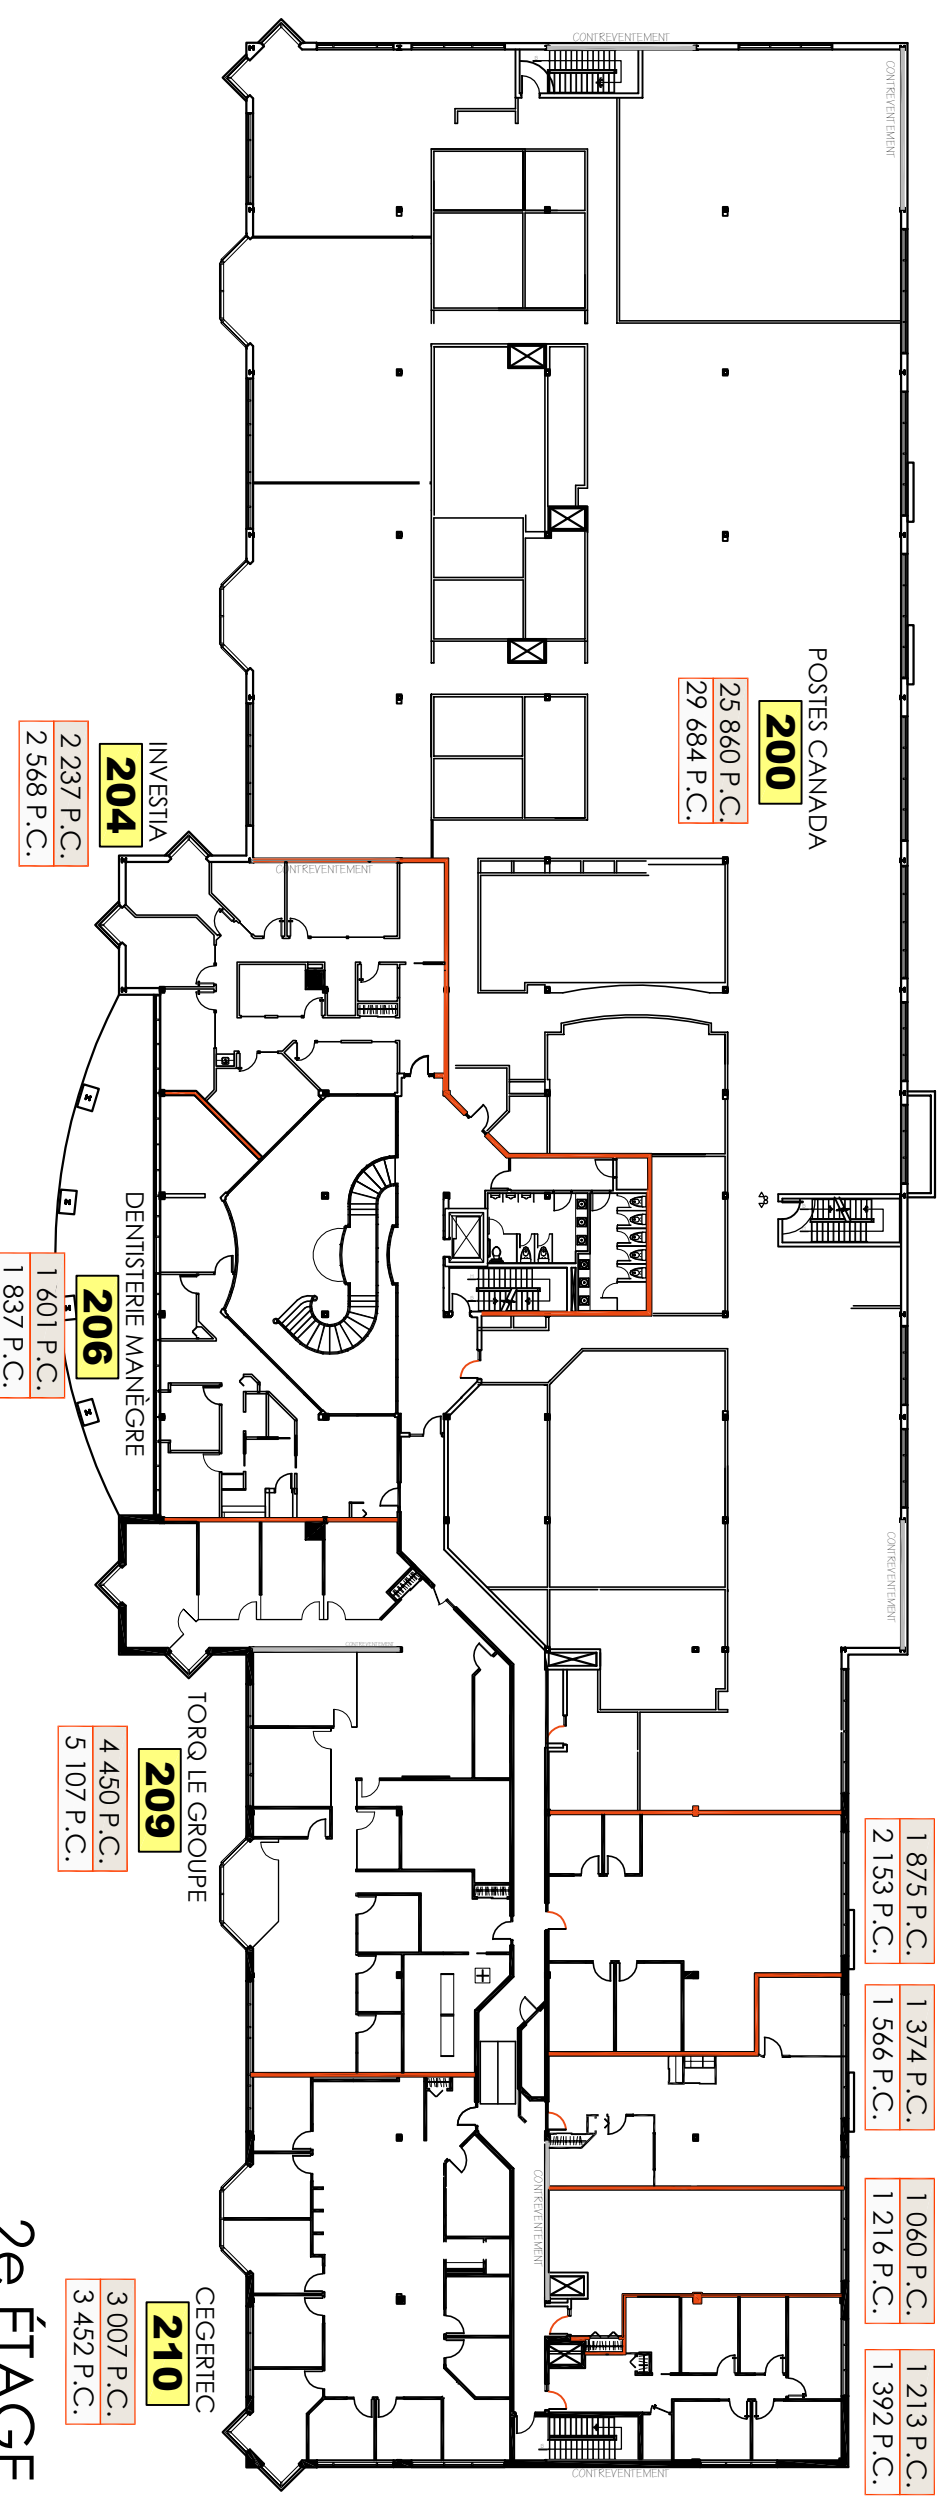 CONTREVENTEMENT
CONTREVENTEMENT
POSTES CANADA
200
25 860 P.C.
29 684 P.C.
INVESTIA
204
2 237 P.C.
2 568 P.C.
CONTREVENTEMENT
DENTISTERIE MANÈGRE
206
1 601 P.C.
1 837 P.C.
CONTREVENTEMENT
CONTREVENTEMENT
TORQ LE GROUPE
209
4 450 P.C.
5 107 P.C.
1 875 P.C.
2 153 P.C.
1 374 P.C.
1 566 P.C.
1 060 P.C.
1 216 P.C.
1 213 P.C.
1 392 P.C.
CONTREVENTEMENT
CEGERTEC
210
3 007 P.C.
3 452 P.C.
CONTREVENTEMENT
2e ÉTAGE